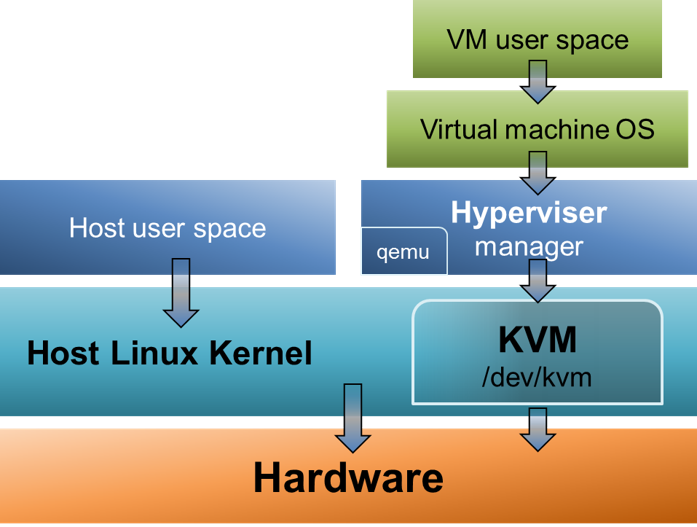 VM user space
Virtual machine OS
Host user space
Hyperviser
manager
qemu
Host Linux Kernel
KVM
/dev/kvm
Hardware